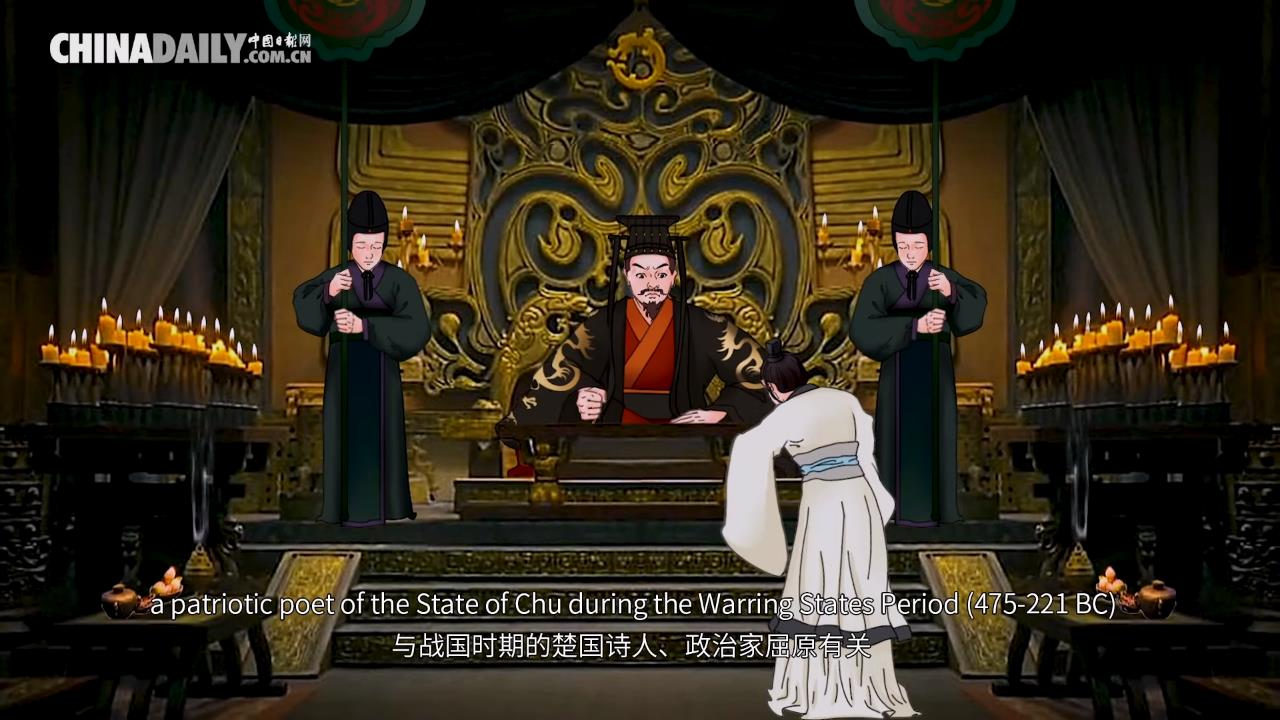 CHINADAILY中国日报网
.COM.CN
a patriotic poet of the State of Chu during the Warring States Period (475-221 BC)
与战国时期的楚国诗人、政治家屈原有关